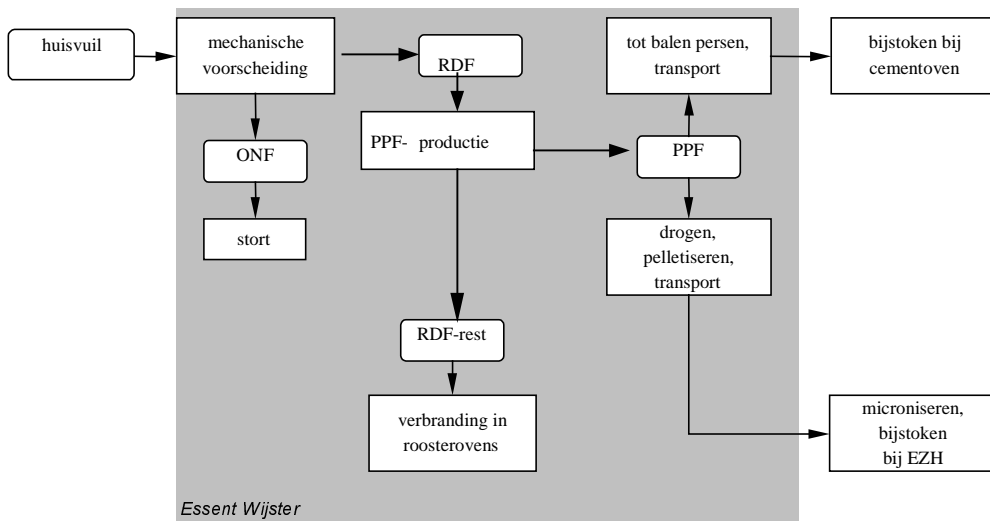 huisvuil
mechanische
voorscheiding
RDF
tot balen persen,
transport
bijstoken bij
cementoven
ONF
PPF- productie
PPF
stort
drogen,
pelletiseren,
transport
RDF-rest
verbranding in
roosterovens
microniseren,
bijstoken
bij EZH
Essent Wijster